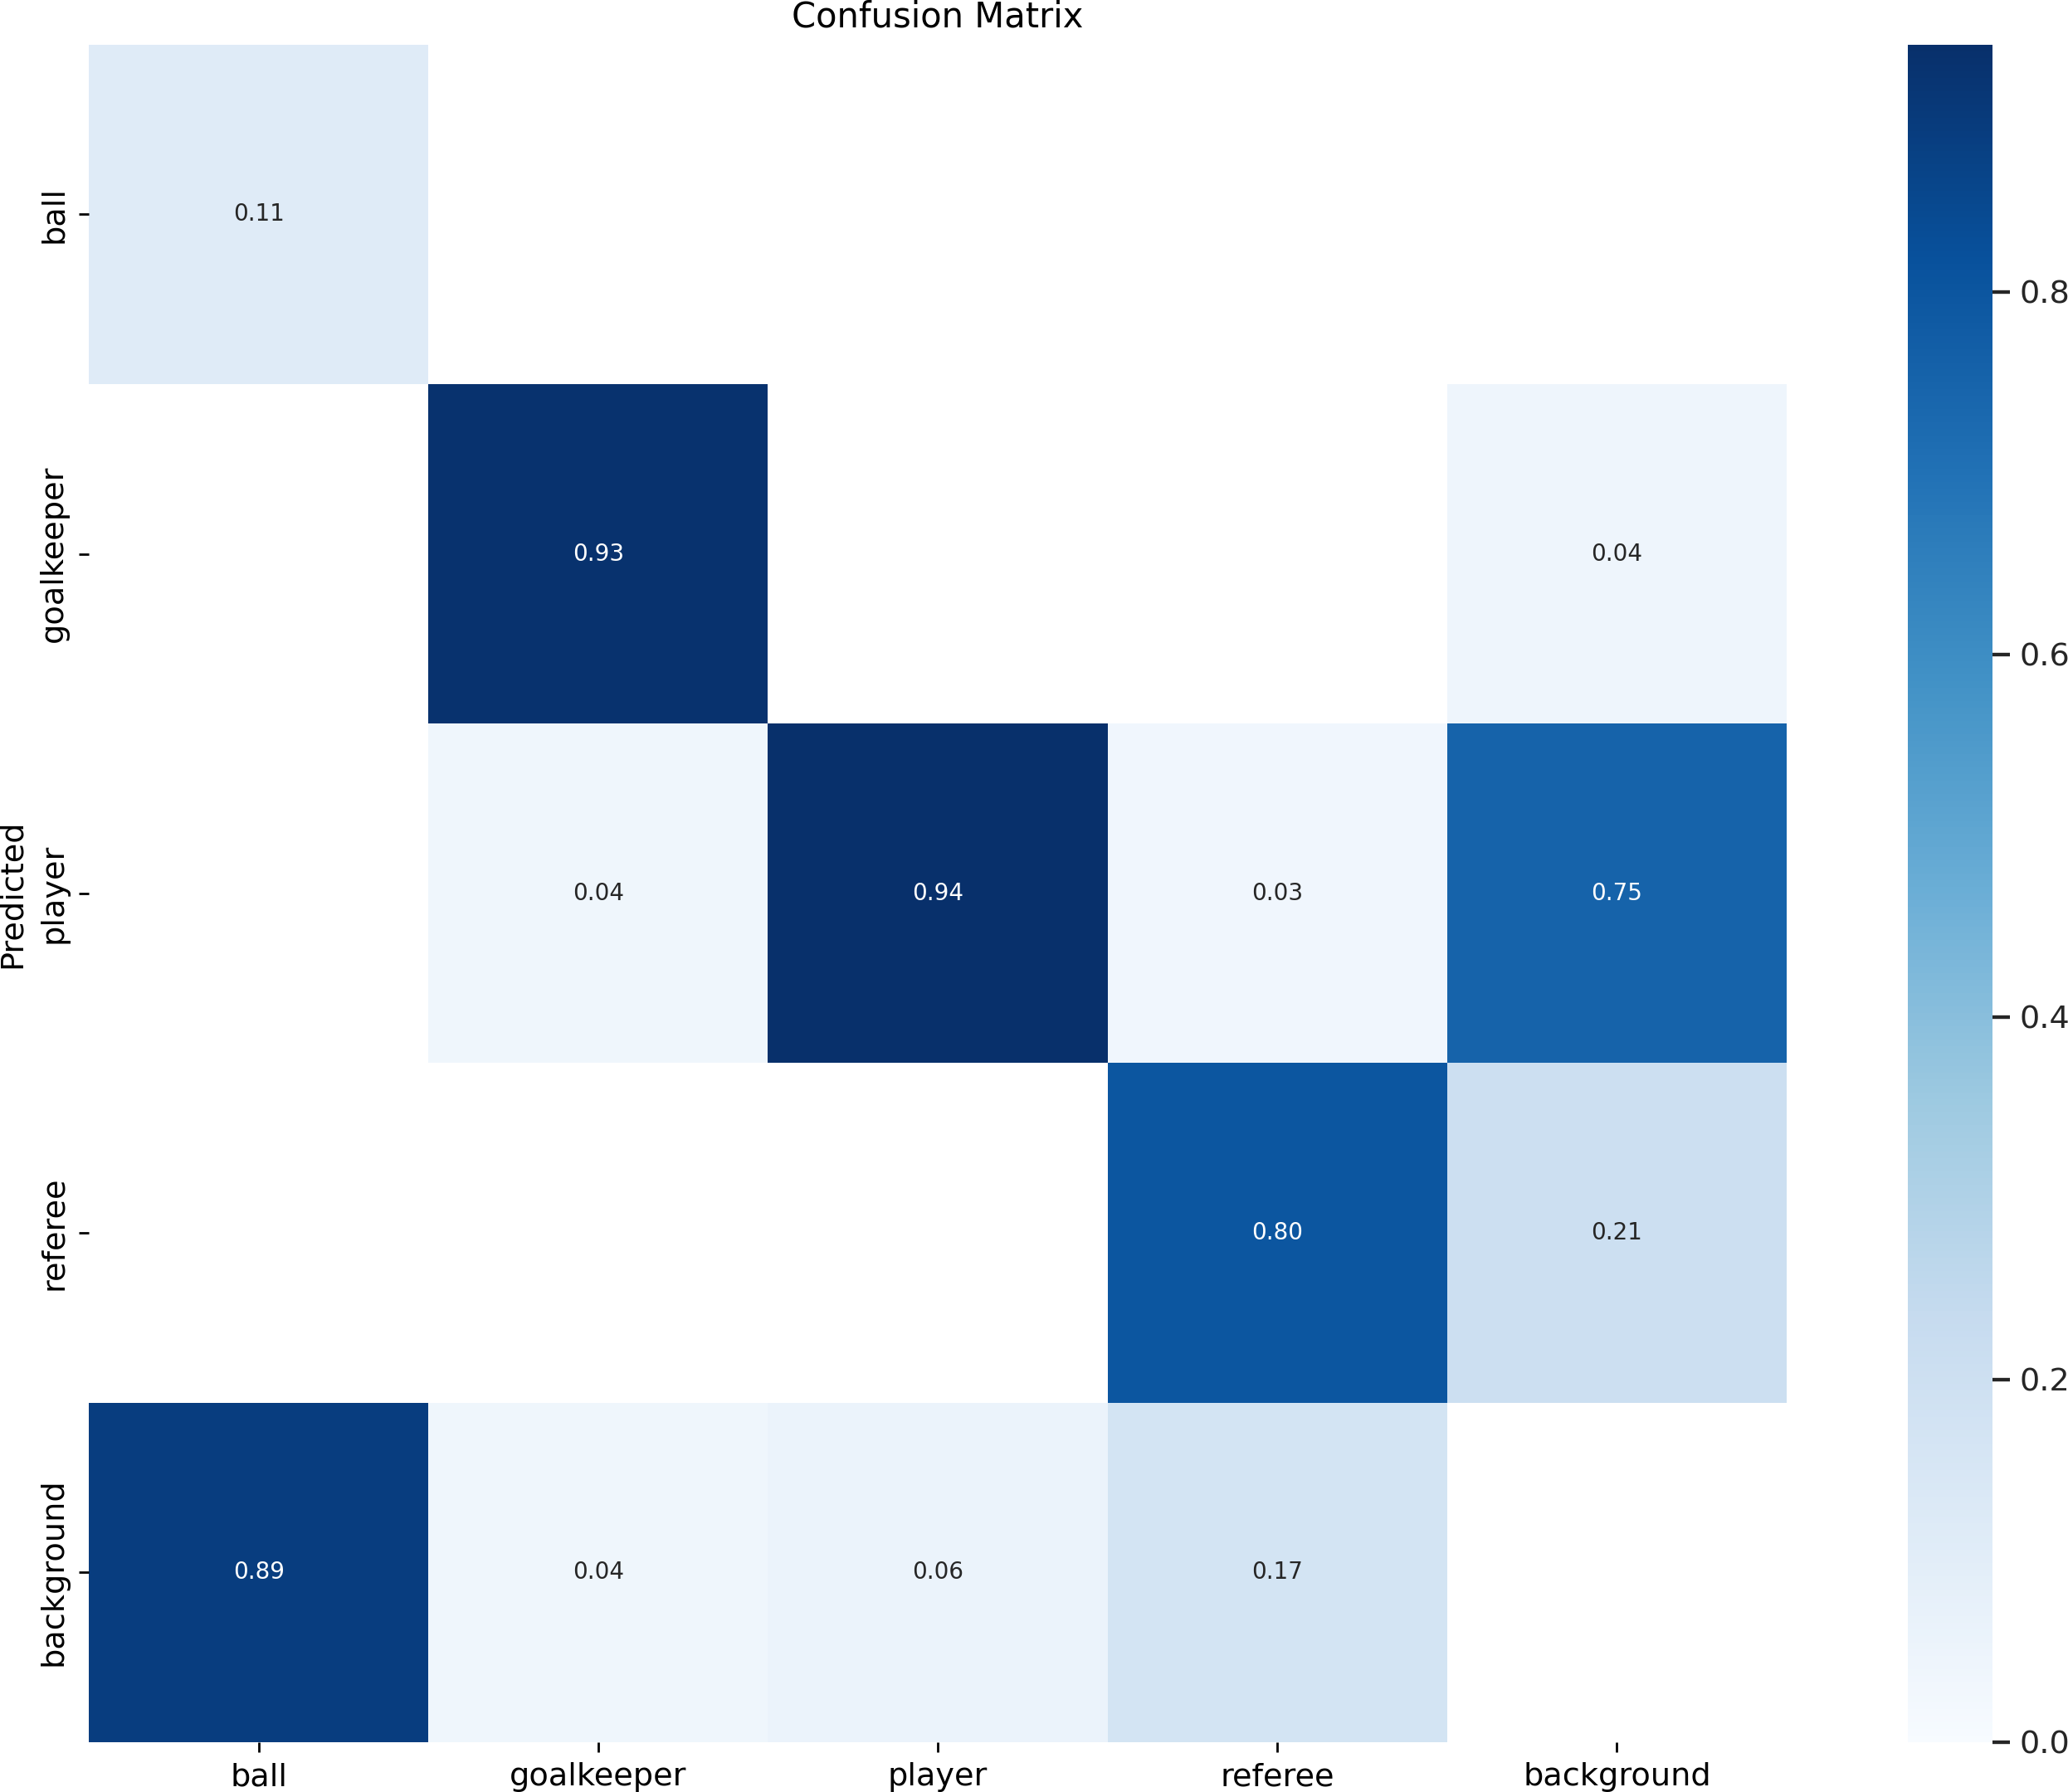 Confusion Matrix
Predicted
ball
0.11
0.8
goalkeeper
0.93
0.04
0.6
player
0.04
0.94
0.03
0.75
0.4
referee
0.80
0.21
0.2
background
0.89
0.04
0.06
0.17
0.0
ball
goalkeeper
player
referee
background